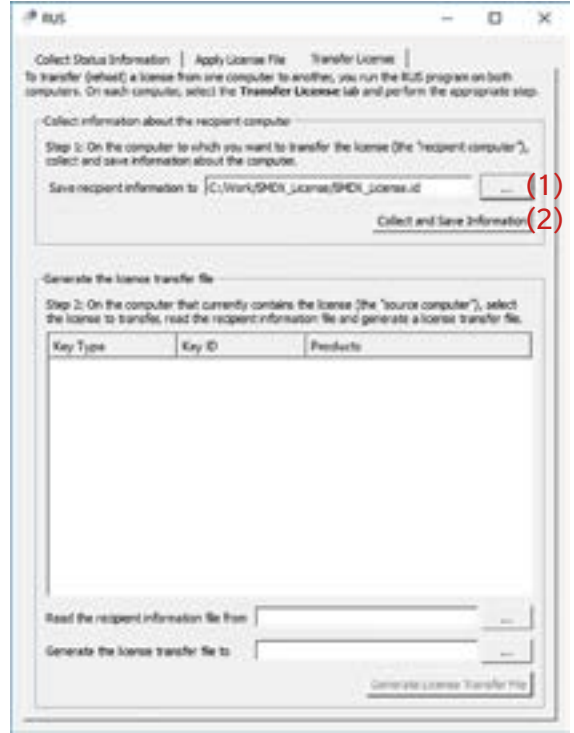 RUS
Collect Status Information
Apply License File
Transfer License
To transfer (rehost) a license from one computer to another, you run the RUS program on both
computers. On each computer, select the Transfer License tab and perform the appropriate step.
Collect information about the recipient computer
Step 1: On the computer to which you want to transfer the license (the "recipient computer"),
collect and save information about the computer.
Save recipient information to C:/Work/SMDX_License/SMDX_License.id ... (1)
Collect and Save Information (2)
Generate the license transfer file
Step 2: On the computer that currently contains the license (the "source computer"), select
the license to transfer, read the recipient information file and generate a license transfer file.
Key Type Key ID Products
Read the recipient information file from ...
Generate the license transfer file to ...
Generate License Transfer File